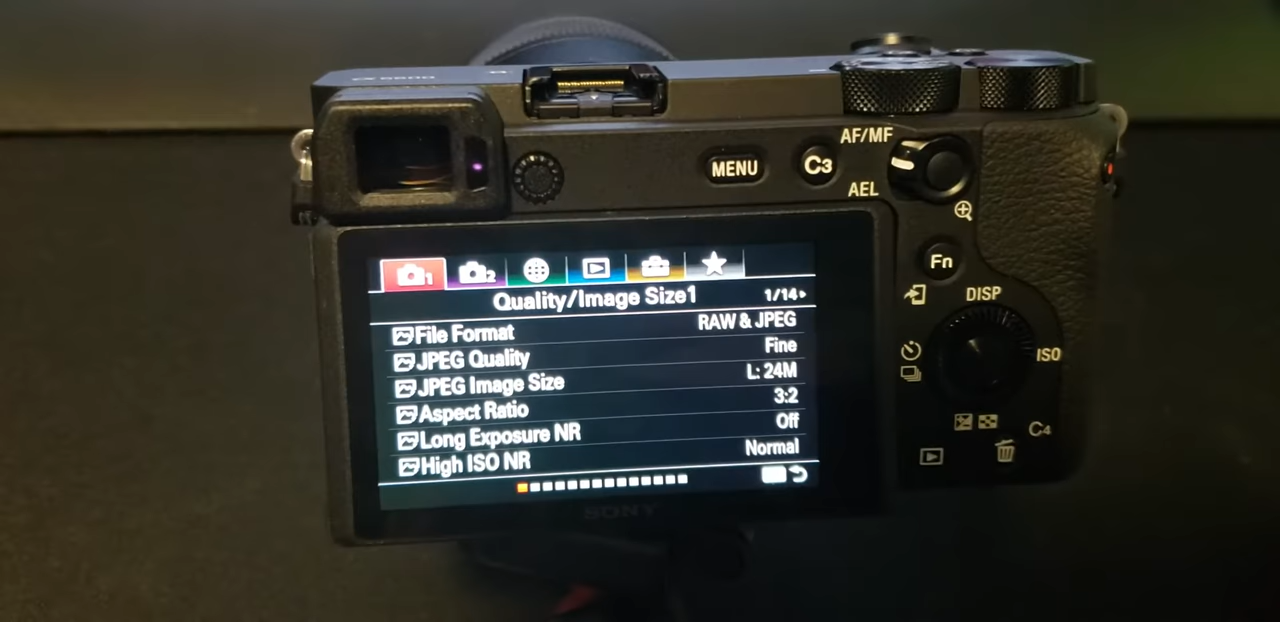 MENU
C3
AF/MF
AEL
Fn
DISP
ISO
C4
1
2
Quality/Image Size1 1/14
File Format RAW & JPEG
JPEG Quality Fine
JPEG Image Size L: 24M
Aspect Ratio 3:2
Long Exposure NR Off
High ISO NR Normal
SONY